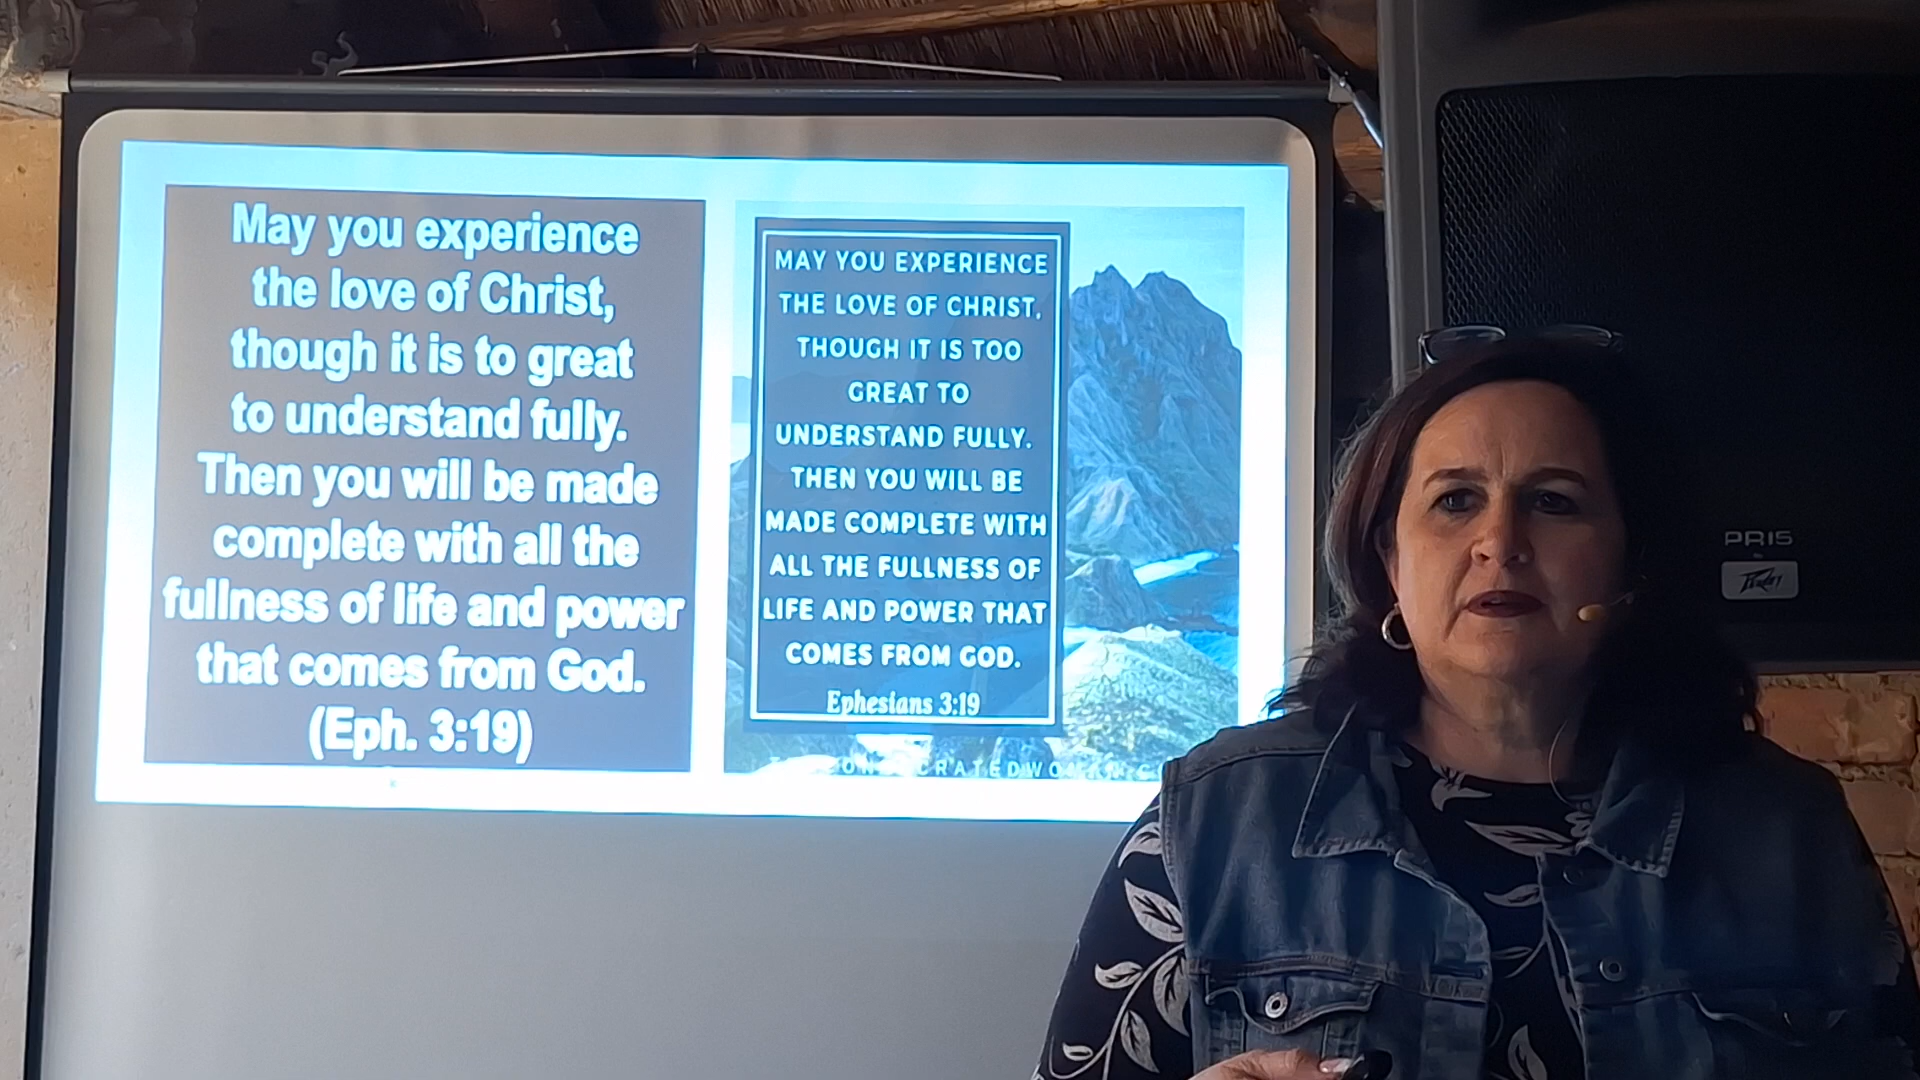 May you experience
the love of Christ,
though it is to great
to understand fully.
Then you will be made
complete with all the
fullness of life and power
that comes from God.
(Eph. 3:19)
MAY YOU EXPERIENCE
THE LOVE OF CHRIST,
THOUGH IT IS TOO
GREAT TO
UNDERSTAND FULLY.
THEN YOU WILL BE
MADE COMPLETE WITH
ALL THE FULLNESS OF
LIFE AND POWER THAT
COMES FROM GOD.
Ephesians 3:19
PR15
PEAVEY